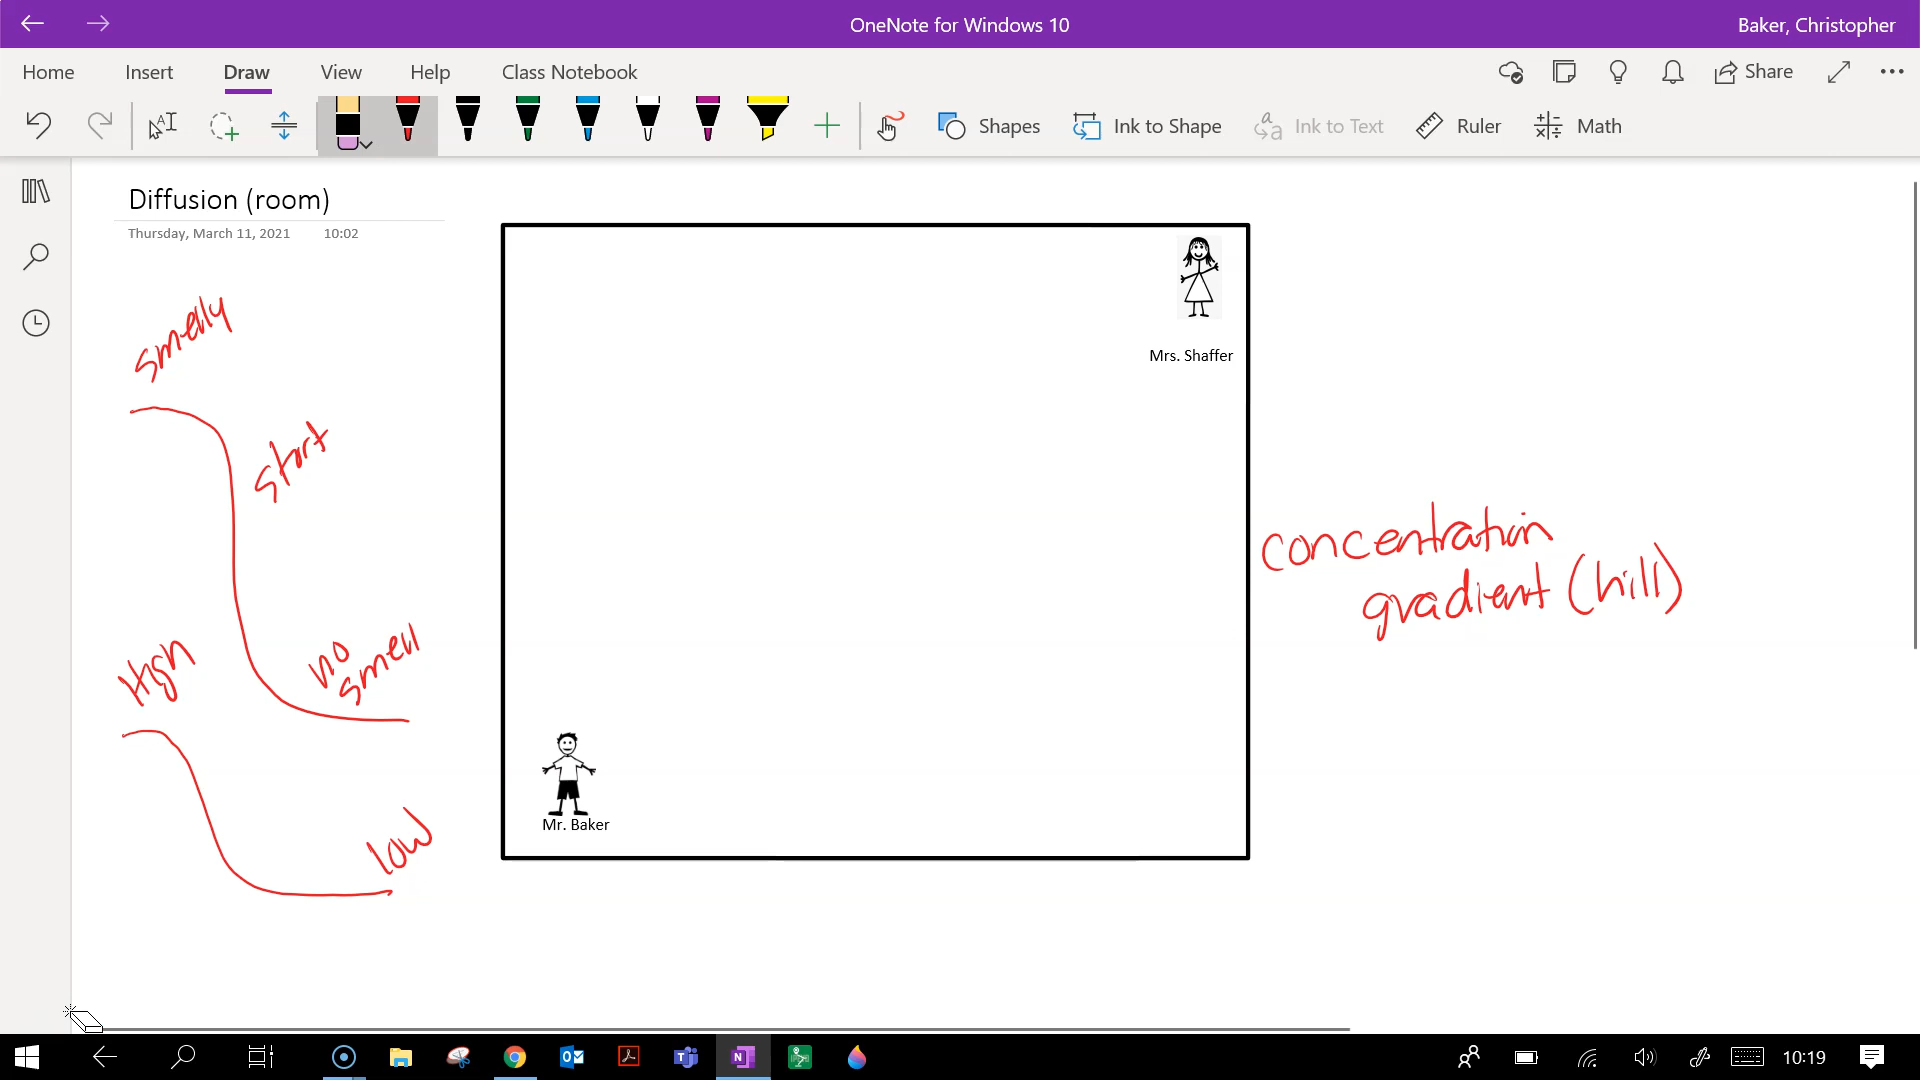 OneNote for Windows 10
Baker, Christopher
Home Insert Draw View Help Class Notebook
Share
Shapes Ink to Shape Ink to Text Ruler Math
Diffusion (room)
Thursday, March 11, 2021 10:02
smelly
start
no
smell
High
low
Mrs. Shaffer
Mr. Baker
concentration
gradient (hill)
10:19